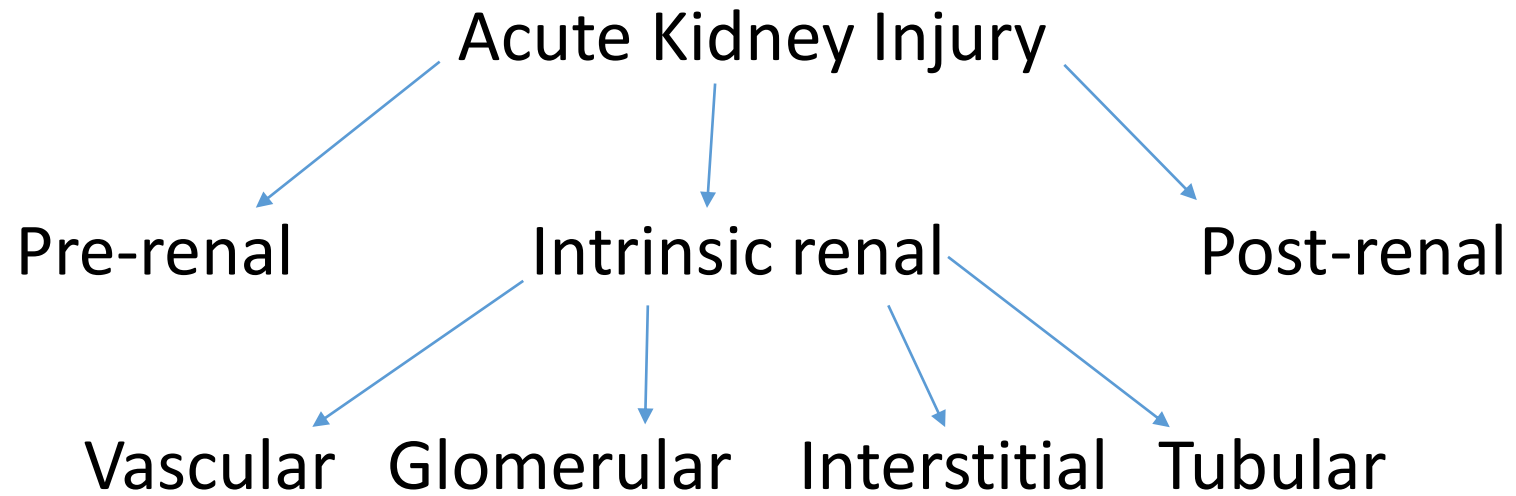 Acute Kidney Injury
Pre-renal Intrinsic renal Post-renal
Vascular Glomerular Interstitial Tubular